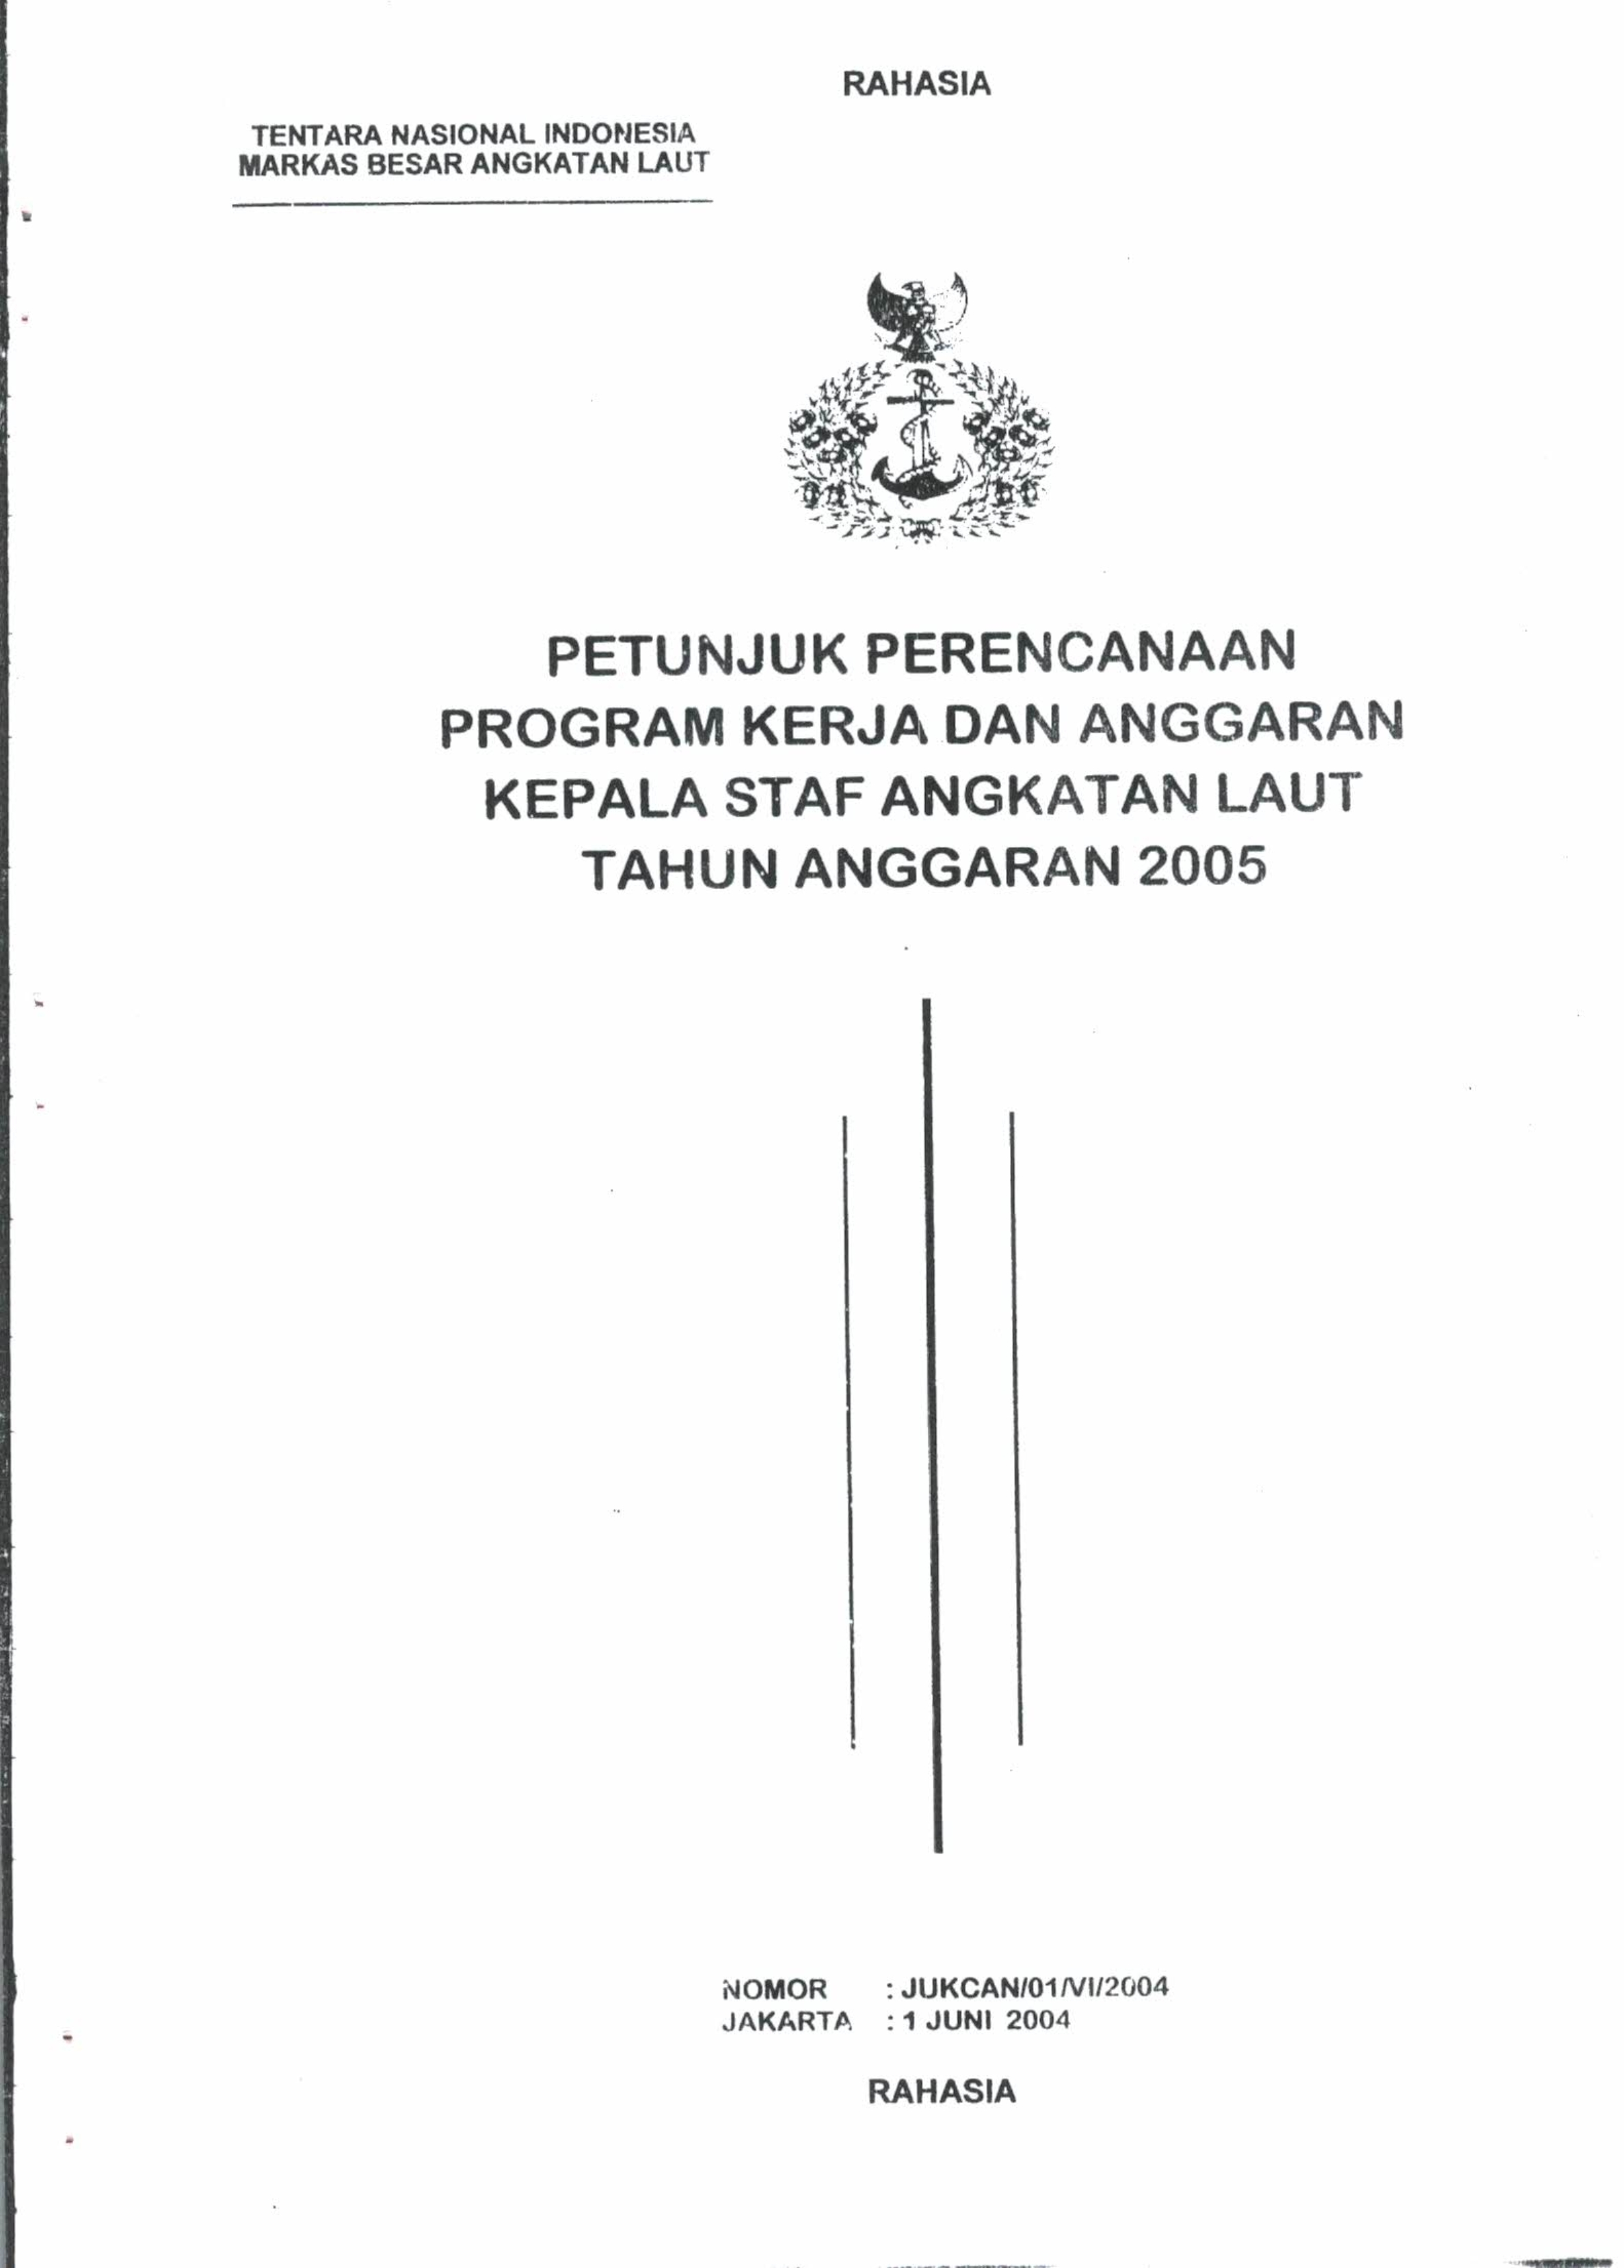 RAHASIA
TENTARA NASIONAL INDONESIA
MARKAS BESAR ANGKATAN LAUT
PETUNJUK PERENCANAAN
PROGRAM KERJA DAN ANGGARAN
KEPALA STAF ANGKATAN LAUT
TAHUN ANGGARAN 2005
NOMOR : JUKCAN/01/VI/2004
JAKARTA : 1 JUNI 2004
RAHASIA